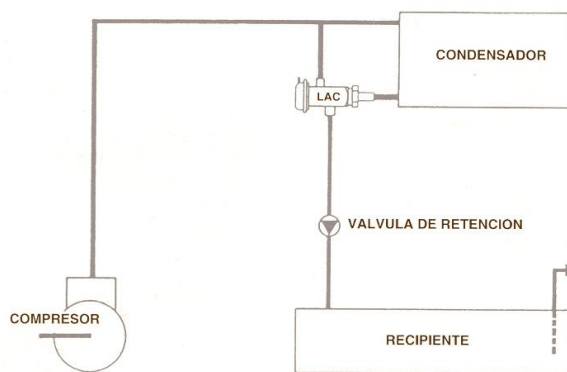 CONDENSADOR
LAC
VALVULA DE RETENCION
COMPRESOR
RECIPIENTE